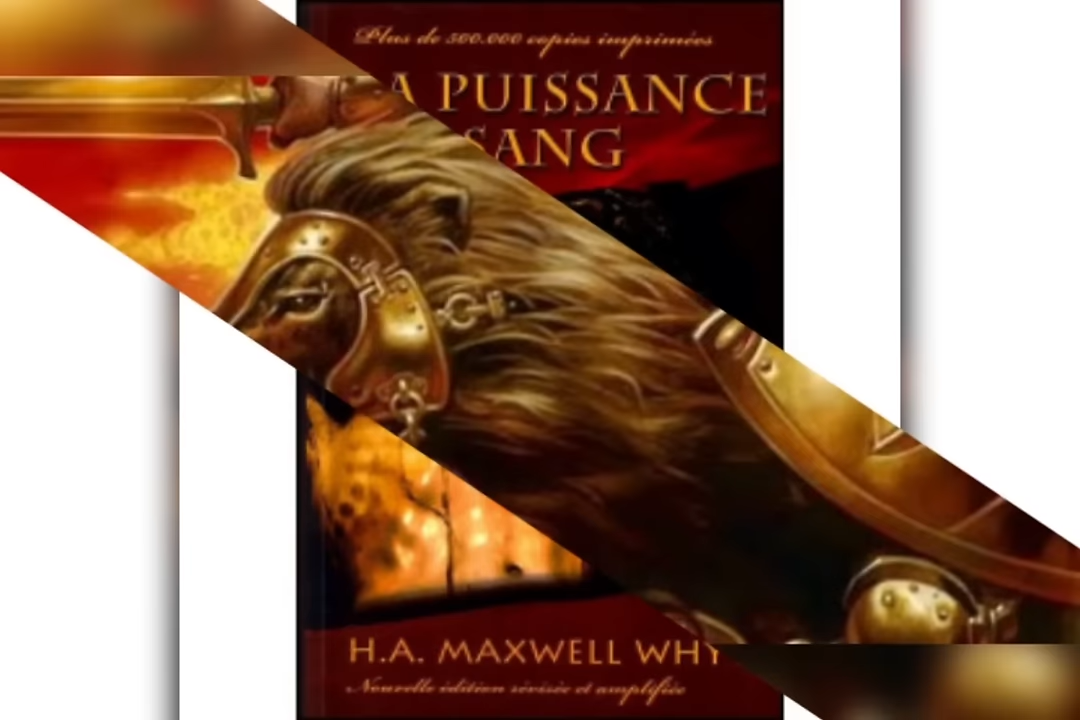 Plus de 500.000 copies imprimées
A PUISSANCE
SANG
H.A. MAXWELL WHY
Nouvelle édition révisée et amplifiée